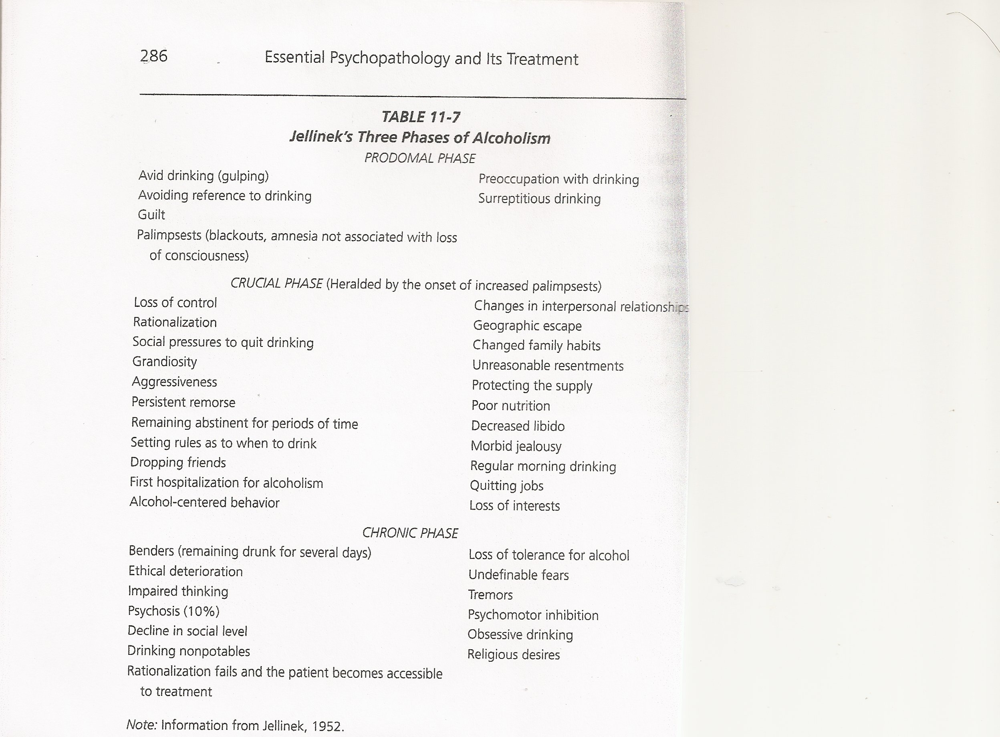 286 Essential Psychopathology and Its Treatment
TABLE 11-7
Jellinek's Three Phases of Alcoholism
PRODOMAL PHASE
Avid drinking (gulping) Preoccupation with drinking
Avoiding reference to drinking Surreptitious drinking
Guilt
Palimpsests (blackouts, amnesia not associated with loss
of consciousness)
CRUCIAL PHASE (Heralded by the onset of increased palimpsests)
Loss of control Changes in interpersonal relationships
Rationalization Geographic escape
Social pressures to quit drinking Changed family habits
Grandiosity Unreasonable resentments
Aggressiveness Protecting the supply
Persistent remorse Poor nutrition
Remaining abstinent for periods of time Decreased libido
Setting rules as to when to drink Morbid jealousy
Dropping friends Regular morning drinking
First hospitalization for alcoholism Quitting jobs
Alcohol-centered behavior Loss of interests
CHRONIC PHASE
Benders (remaining drunk for several days) Loss of tolerance for alcohol
Ethical deterioration Undefinable fears
Impaired thinking Tremors
Psychosis (10%) Psychomotor inhibition
Decline in social level Obsessive drinking
Drinking nonpotables Religious desires
Rationalization fails and the patient becomes accessible
to treatment
Note: Information from Jellinek, 1952.